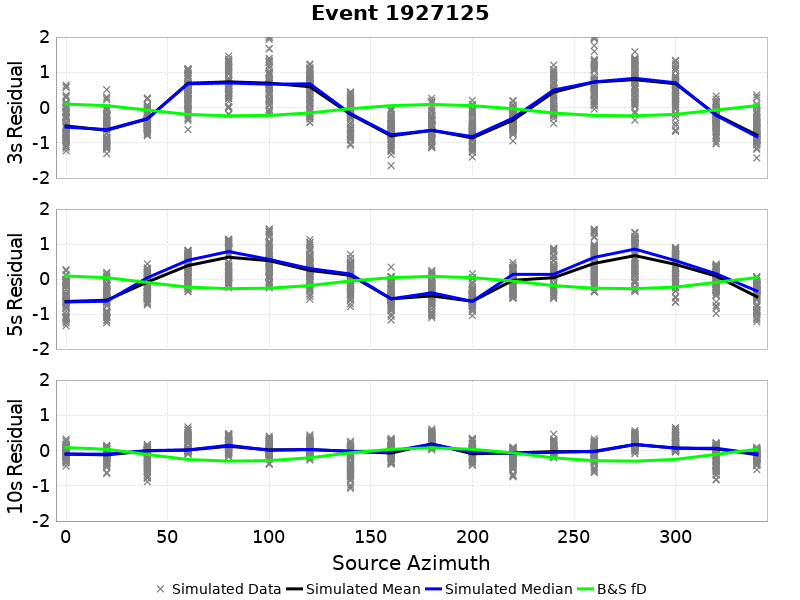 Event 1927125
3s Residual
2
1
0
-1
-2
5s Residual
2
1
0
-1
-2
10s Residual
2
1
0
-1
-2
0 50 100 150 200 250 300
Source Azimuth
Simulated Data Simulated Mean Simulated Median B&S fD